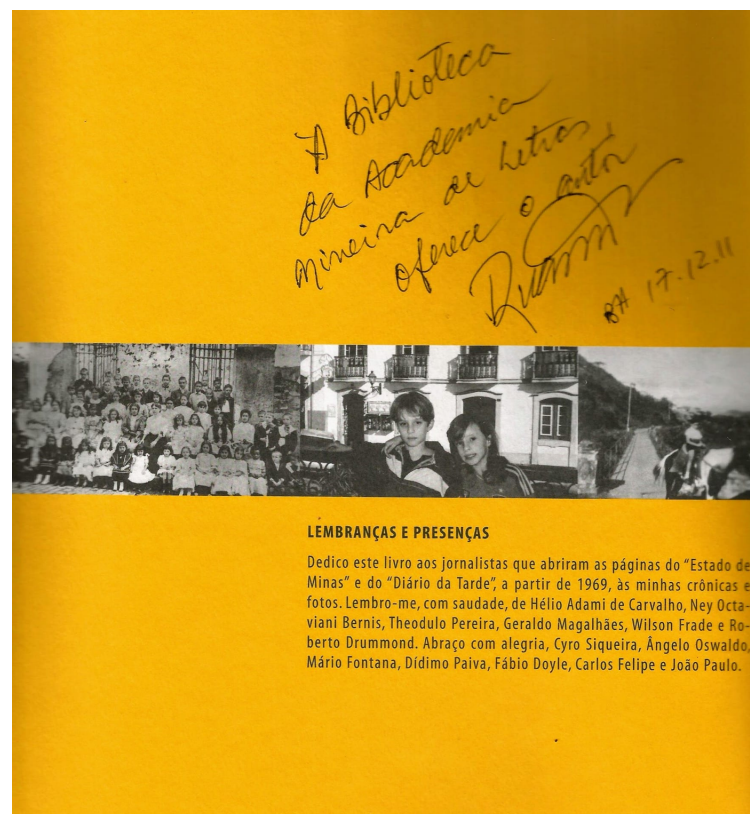 À Biblioteca
da Academia
Mineira de Letras,
oferece o autor
BH 17.12.11
LEMBRANÇAS E PRESENÇAS
Dedico este livro aos jornalistas que abriram as páginas do “Estado de
Minas” e do “Diário da Tarde”, a partir de 1969, às minhas crônicas e
fotos. Lembro-me, com saudade, de Hélio Adami de Carvalho, Ney Octa-
viani Bernis, Theodulo Pereira, Geraldo Magalhães, Wilson Frade e Ro-
berto Drummond. Abraço com alegria, Cyro Siqueira, Ângelo Oswaldo,
Mário Fontana, Dídimo Paiva, Fábio Doyle, Carlos Felipe e João Paulo.